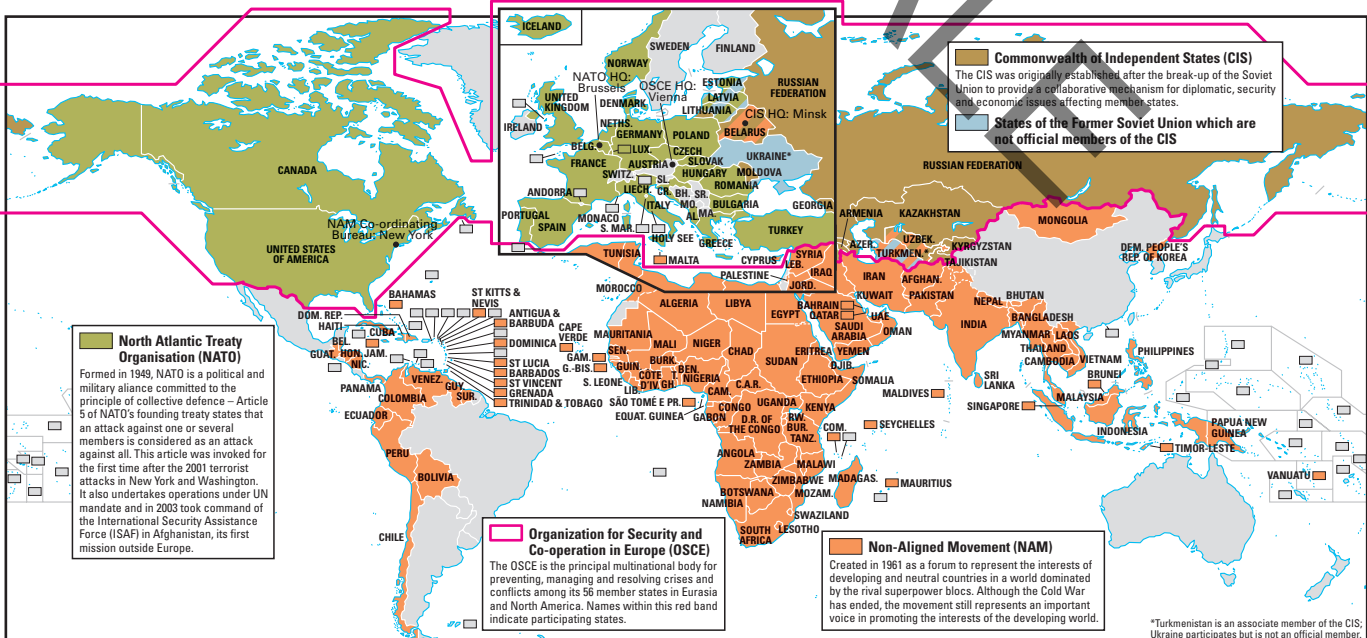 ICELAND
SWEDEN
FINLAND
NORWAY
NATO HQ:
Brussels
OSCE HQ:
Vienna
ESTONIA
RUSSIAN
FEDERATION
UNITED
KINGDOM
DENMARK
LATVIA
LITHUANIA
CIS HQ: Minsk
IRELAND
NETHS.
GERMANY
POLAND
BELARUS
BELG.
LUX.
CZECH
FRANCE
AUSTRIA
SLOVAK
UKRAINE*
SWITZ.
HUNGARY
MOLDOVA
SL.
LIECH.
CR.
BH.
SR.
ROMANIA
ANDORRA
ITALY
MO.
BULGARIA
GEORGIA
MONACO
AL.
MA.
PORTUGAL
SPAIN
S. MAR.
TURKEY
HOLY SEE
GREECE
MALTA
CYPRUS
TUNISIA
SYRIA
LEB.
IRAQ
PALESTINE
JORD.
Commonwealth of Independent States (CIS)
The CIS was originally established after the break-up of the Soviet
Union to provide a collaborative mechanism for diplomatic, security
and economic issues affecting member states.
States of the Former Soviet Union which are
not official members of the CIS
CANADA
NAM Co-ordinating
Bureau: New York
UNITED STATES
OF AMERICA
RUSSIAN FEDERATION
ARMENIA
KAZAKHSTAN
MONGOLIA
AZER.
UZBEK.
KYRGYZSTAN
TURKMEN.
TAJIKISTAN
DEM. PEOPLE'S
REP. OF KOREA
MOROCCO
ALGERIA
LIBYA
EGYPT
IRAN
AFGHAN.
KUWAIT
PAKISTAN
BAHRAIN
QATAR
UAE
SAUDI
ARABIA
OMAN
NEPAL
BHUTAN
INDIA
BANGLADESH
MYANMAR
LAOS
THAILAND
CAMBODIA
VIETNAM
PHILIPPINES
BRUNEI
SRI
LANKA
MALDIVES
MALAYSIA
SINGAPORE
INDONESIA
PAPUA NEW
GUINEA
TIMOR-LESTE
VANUATU
BAHAMAS
ST KITTS &
NEVIS
DOM. REP.
HAITI
CUBA
ANTIGUA &
BARBUDA
BEL.
DOMINICA
GUAT.
HON.
JAM.
NIC.
ST LUCIA
BARBADOS
ST VINCENT
GRENADA
TRINIDAD & TOBAGO
PANAMA
VENEZ.
GUY.
SUR.
COLOMBIA
ECUADOR
PERU
BOLIVIA
CHILE
CAPE
VERDE
MAURITANIA
MALI
NIGER
CHAD
SUDAN
ERITREA
YEMEN
DJIB.
SEN.
GAM.
G.-BIS.
GUIN.
BURK.
BEN.
S. LEONE
CÔTE
D'IV.
GH.
T.
NIGERIA
LIB.
CAM.
C.A.R.
ETHIOPIA
SOMALIA
SÃO TOMÉ E PR.
EQUAT. GUINEA
GABON
CONGO
D.R. OF
THE CONGO
UGANDA
KENYA
RW.
BUR.
TANZ.
COM.
SEYCHELLES
ANGOLA
ZAMBIA
MALAWI
ZIMBABWE
MADAGAS.
MAURITIUS
BOTSWANA
MOZAM.
NAMIBIA
SWAZILAND
SOUTH
AFRICA
LESOTHO
North Atlantic Treaty
Organisation (NATO)
Formed in 1949, NATO is a political and
military aliance committed to the
principle of collective defence – Article
5 of NATO's founding treaty states that
an attack against one or several
members is considered as an attack
against all. This article was invoked for
the first time after the 2001 terrorist
attacks in New York and Washington.
It also undertakes operations under UN
mandate and in 2003 took command of
the International Security Assistance
Force (ISAF) in Afghanistan, its first
mission outside Europe.
Organization for Security and
Co-operation in Europe (OSCE)
The OSCE is the principal multinational body for
preventing, managing and resolving crises and
conflicts among its 56 member states in Eurasia
and North America. Names within this red band
indicate participating states.
Non-Aligned Movement (NAM)
Created in 1961 as a forum to represent the interests of
developing and neutral countries in a world dominated
by the rival superpower blocs. Although the Cold War
has ended, the movement still represents an important
voice in promoting the interests of the developing world.
*Turkmenistan is an associate member of the CIS;
Ukraine participates but is not an official member.